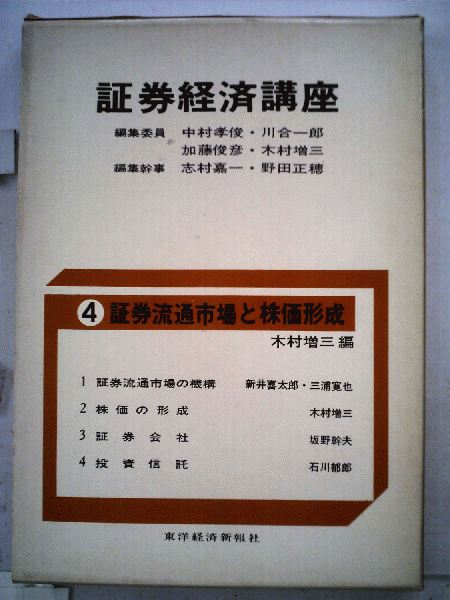 証券経済講座
編集委員 中村孝俊・川合一郎
加藤俊彦・木村増三
編集幹事 志村嘉一・野田正穂
④ 証券流通市場と株価形成
木村増三 編
1 証券流通市場の機構 新井喜太郎・三浦寛也
2 株価の形成 木村増三
3 証券会社 坂野幹夫
4 投資信託 石川郁郎
東洋経済新報社